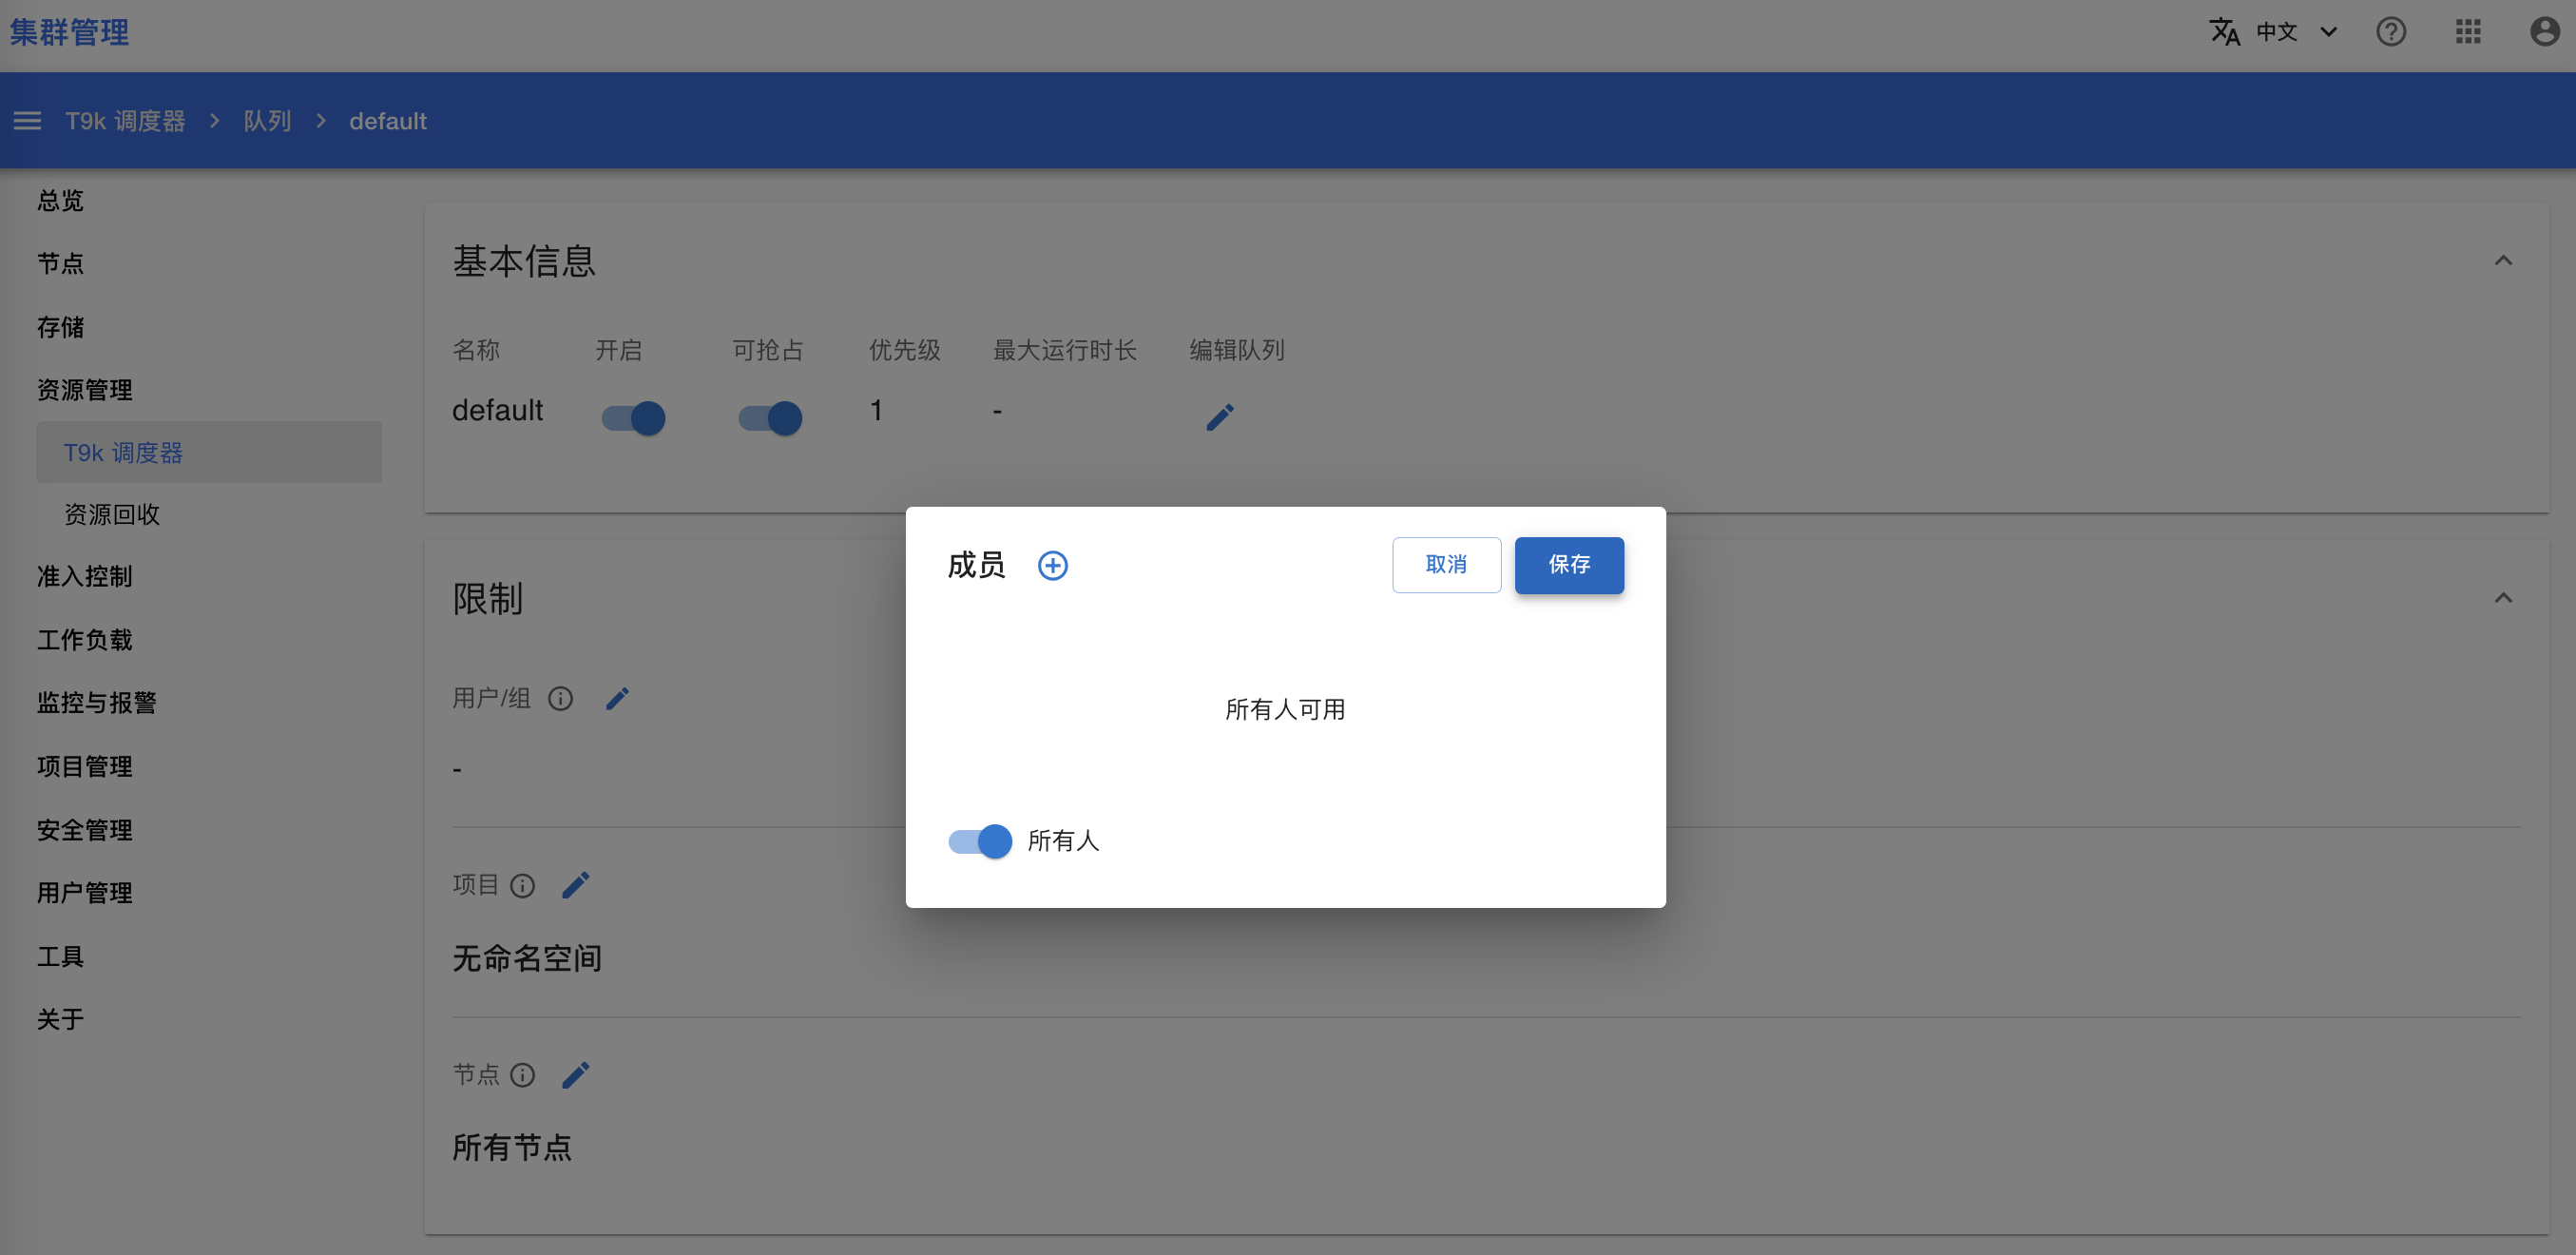 集群管理
中文
T9k 调度器 > 队列 > default
总览
节点
存储
资源管理
T9k 调度器
资源回收
准入控制
工作负载
监控与报警
项目管理
安全管理
用户管理
工具
关于
基本信息
名称 开启 可抢占 优先级 最大运行时长 编辑队列
default 1 -
限制
用户/组
-
项目
无命名空间
节点
所有节点
成员 取消 保存
所有人可用
所有人